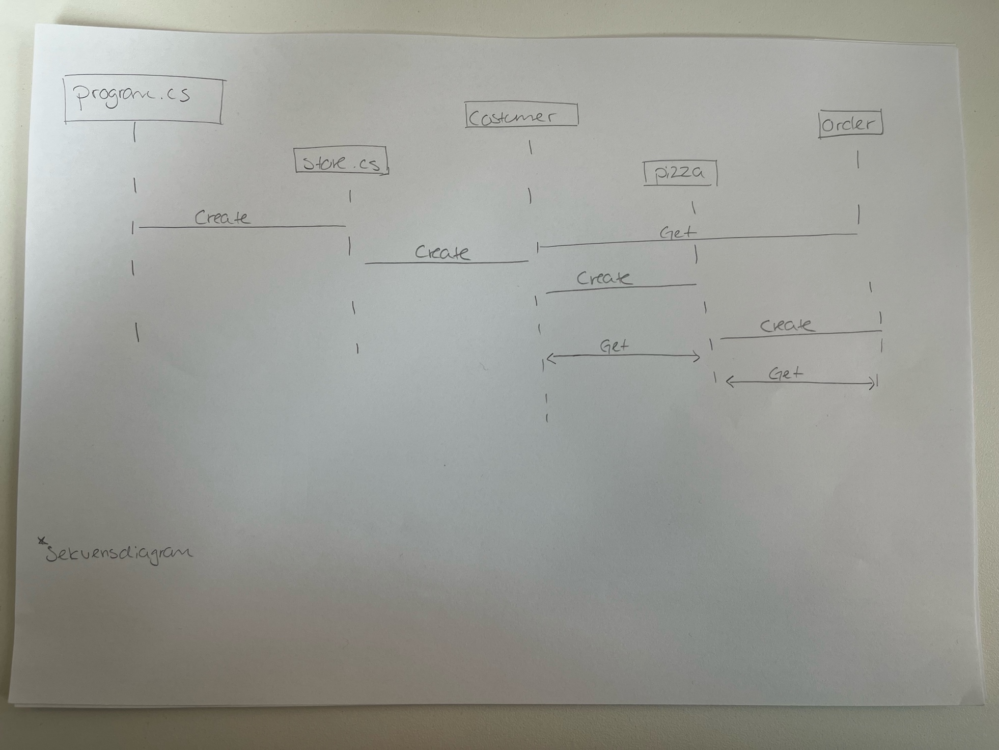 program.cs
Costumer
Order
Store.cs
pizza
Create
Get
Create
Create
Create
Get
Get
*Sekvensdiagram